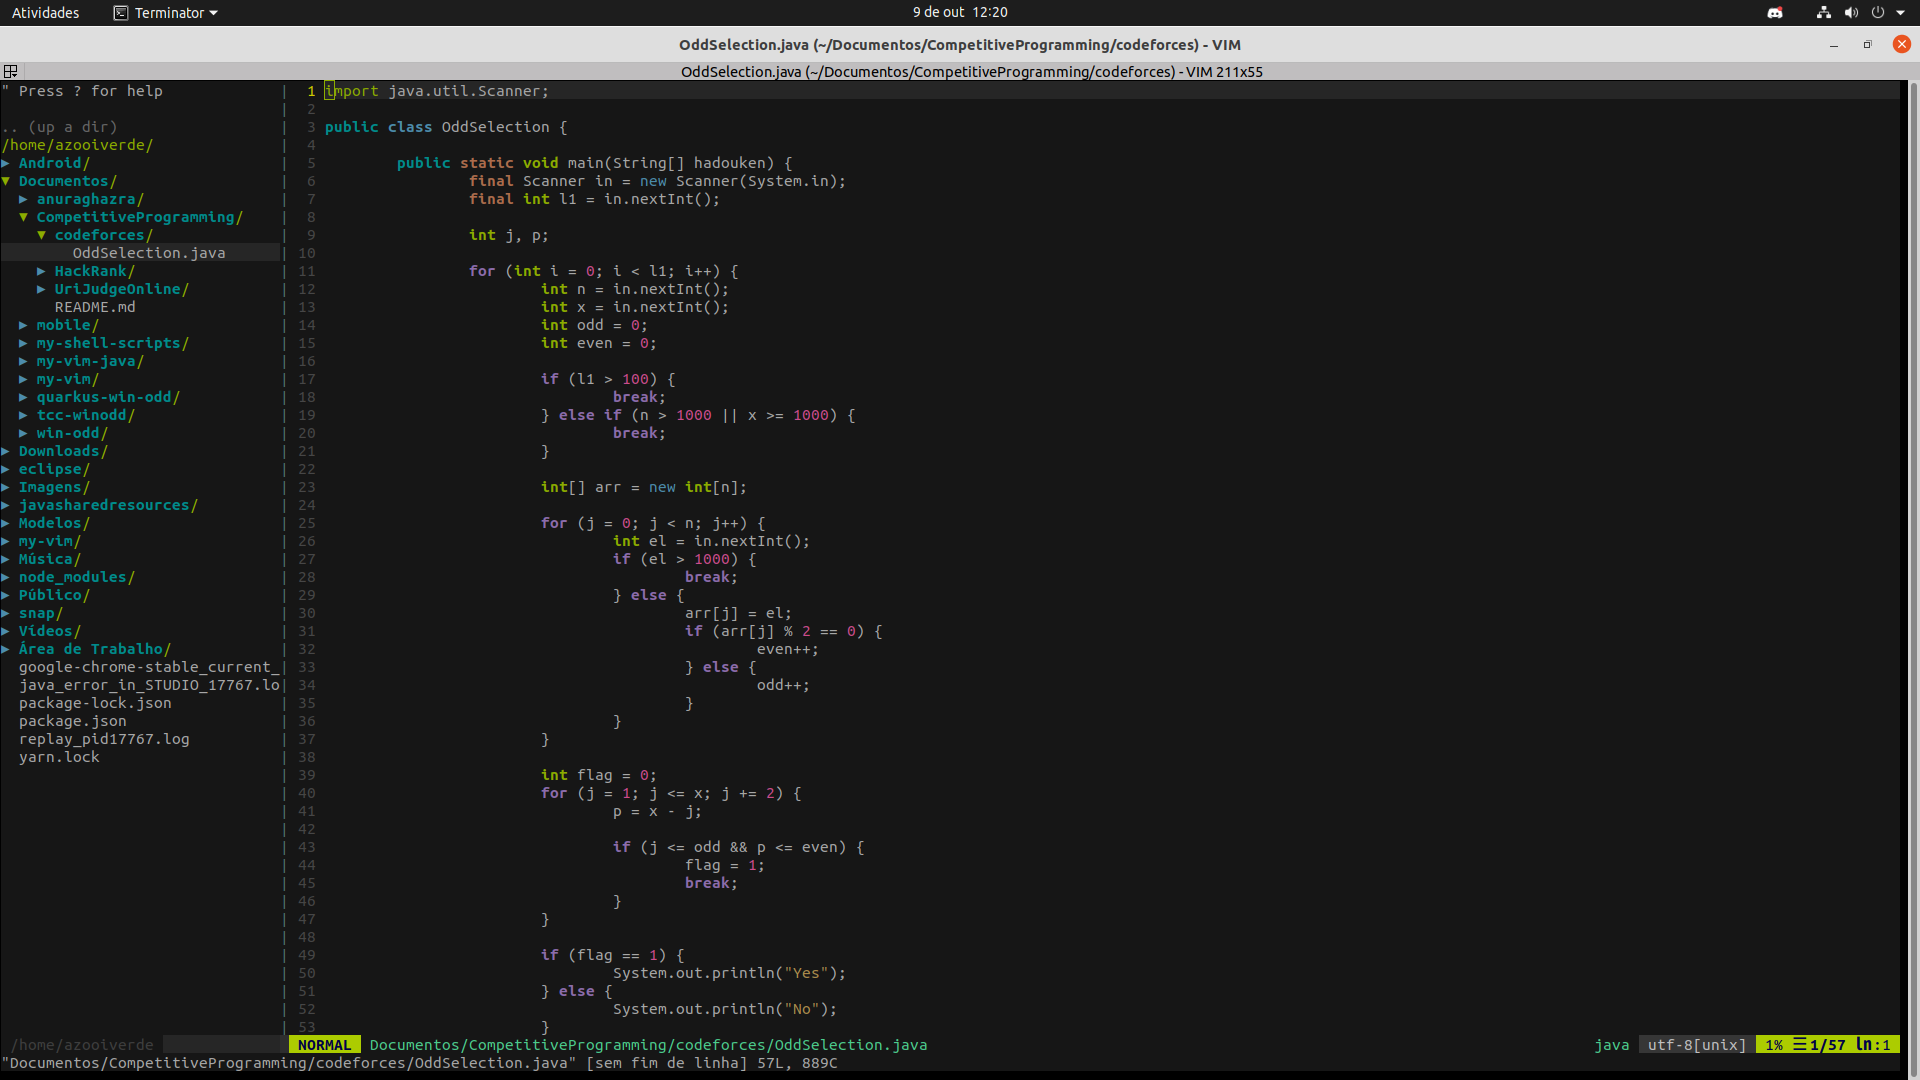 Atividades Terminator 9 de out 12:20
OddSelection.java (~/Documentos/CompetitiveProgramming/codeforces) - VIM
OddSelection.java (~/Documentos/CompetitiveProgramming/codeforces) - VIM 211x55
" Press ? for help
.. (up a dir)
/home/azooiverde/
▶ Android/
▼ Documentos/
▶ anuraghazra/
▼ CompetitiveProgramming/
▼ codeforces/
OddSelection.java
▶ HackRank/
▶ UriJudgeOnline/
README.md
▶ mobile/
▶ my-shell-scripts/
▶ my-vim-java/
▶ my-vim/
▶ quarkus-win-odd/
▶ tcc-winodd/
▶ win-odd/
▶ Downloads/
▶ eclipse/
▶ Imagens/
▶ javasharedresources/
▶ Modelos/
▶ my-vim/
▶ Música/
▶ node_modules/
▶ Público/
▶ snap/
▶ Vídeos/
▶ Área de Trabalho/
google-chrome-stable_current_
java_error_in_STUDIO_17767.lo
package-lock.json
package.json
replay_pid17767.log
yarn.lock
1 import java.util.Scanner;
2
3 public class OddSelection {
4
5 public static void main(String[] hadouken) {
6 final Scanner in = new Scanner(System.in);
7 final int l1 = in.nextInt();
8
9 int j, p;
10
11 for (int i = 0; i < l1; i++) {
12 int n = in.nextInt();
13 int x = in.nextInt();
14 int odd = 0;
15 int even = 0;
16
17 if (l1 > 100) {
18 break;
19 } else if (n > 1000 || x >= 1000) {
20 break;
21 }
22
23 int[] arr = new int[n];
24
25 for (j = 0; j < n; j++) {
26 int el = in.nextInt();
27 if (el > 1000) {
28 break;
29 } else {
30 arr[j] = el;
31 if (arr[j] % 2 == 0) {
32 even++;
33 } else {
34 odd++;
35 }
36 }
37 }
38
39 int flag = 0;
40 for (j = 1; j <= x; j += 2) {
41 p = x - j;
42
43 if (j <= odd && p <= even) {
44 flag = 1;
45 break;
46 }
47 }
48
49 if (flag == 1) {
50 System.out.println("Yes");
51 } else {
52 System.out.println("No");
53 }
/home/azooiverde NORMAL Documentos/CompetitiveProgramming/codeforces/OddSelection.java java utf-8[unix] 1% ☰ 1/57 ln:1
"Documentos/CompetitiveProgramming/codeforces/OddSelection.java" [sem fim de linha] 57L, 889C